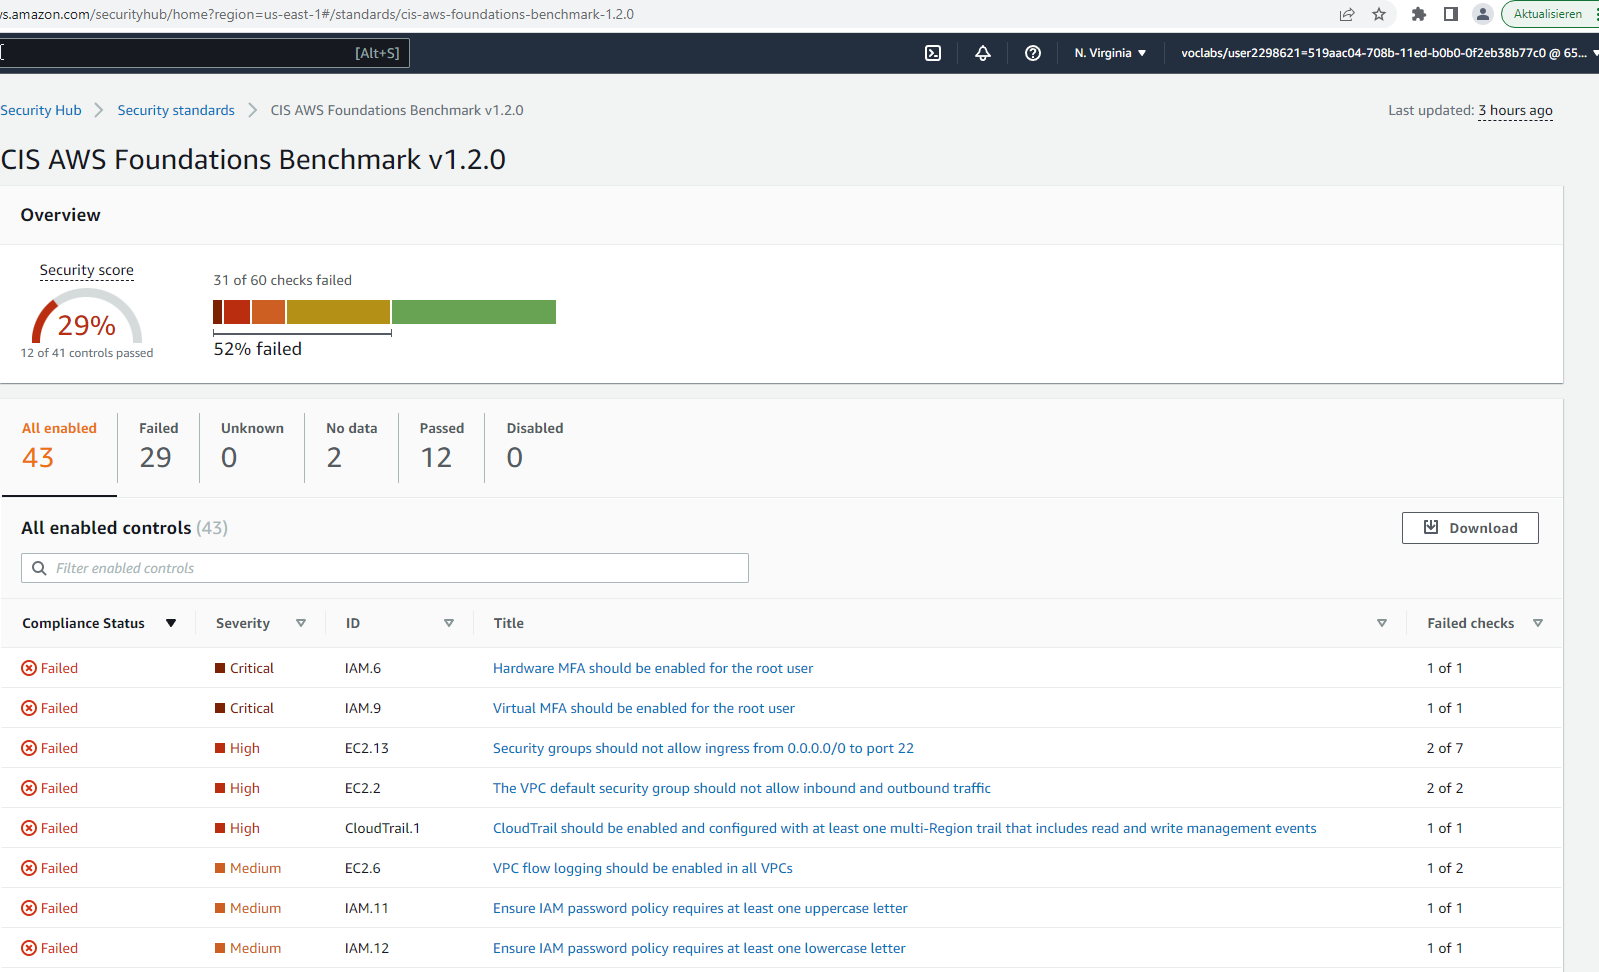 vs.amazon.com/securityhub/home?region=us-east-1#/standards/cis-aws-foundations-benchmark-1.2.0
Aktualisieren
[Alt+S]
N. Virginia
voclabs/user2298621=519aac04-708b-11ed-b0b0-0f2eb38b77c0 @ 65...
Security Hub
Security standards
CIS AWS Foundations Benchmark v1.2.0
Last updated: 3 hours ago
CIS AWS Foundations Benchmark v1.2.0
Overview
Security score
29%
12 of 41 controls passed
31 of 60 checks failed
52% failed
All enabled Failed Unknown No data Passed Disabled
43 29 0 2 12 0
All enabled controls (43)
Download
Filter enabled controls
Compliance Status Severity ID Title Failed checks
Failed Critical IAM.6 Hardware MFA should be enabled for the root user 1 of 1
Failed Critical IAM.9 Virtual MFA should be enabled for the root user 1 of 1
Failed High EC2.13 Security groups should not allow ingress from 0.0.0.0/0 to port 22 2 of 7
Failed High EC2.2 The VPC default security group should not allow inbound and outbound traffic 2 of 2
Failed High CloudTrail.1 CloudTrail should be enabled and configured with at least one multi-Region trail that includes read and write management events 1 of 1
Failed Medium EC2.6 VPC flow logging should be enabled in all VPCs 1 of 2
Failed Medium IAM.11 Ensure IAM password policy requires at least one uppercase letter 1 of 1
Failed Medium IAM.12 Ensure IAM password policy requires at least one lowercase letter 1 of 1